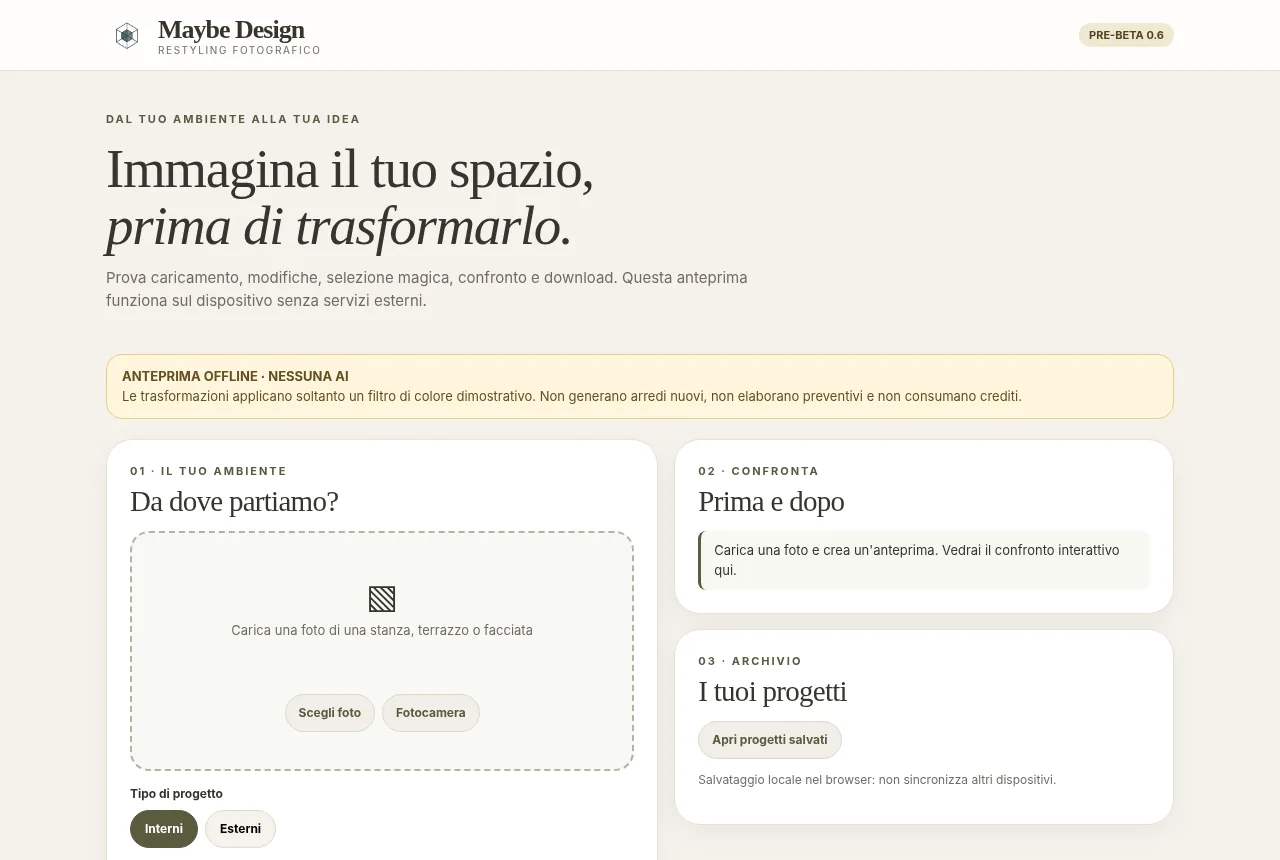 Maybe Design
RESTYLING FOTOGRAFICO
PRE-BETA 0.6
DAL TUO AMBIENTE ALLA TUA IDEA
Immagina il tuo spazio,
prima di trasformarlo.
Prova caricamento, modifiche, selezione magica, confronto e download. Questa anteprima
funziona sul dispositivo senza servizi esterni.
ANTEPRIMA OFFLINE · NESSUNA AI
Le trasformazioni applicano soltanto un filtro di colore dimostrativo. Non generano arredi nuovi, non elaborano preventivi e non consumano crediti.
01 · IL TUO AMBIENTE
Da dove partiamo?
Carica una foto di una stanza, terrazzo o facciata
Scegli foto
Fotocamera
Tipo di progetto
Interni
Esterni
02 · CONFRONTA
Prima e dopo
Carica una foto e crea un'anteprima. Vedrai il confronto interattivo
qui.
03 · ARCHIVIO
I tuoi progetti
Apri progetti salvati
Salvataggio locale nel browser: non sincronizza altri dispositivi.